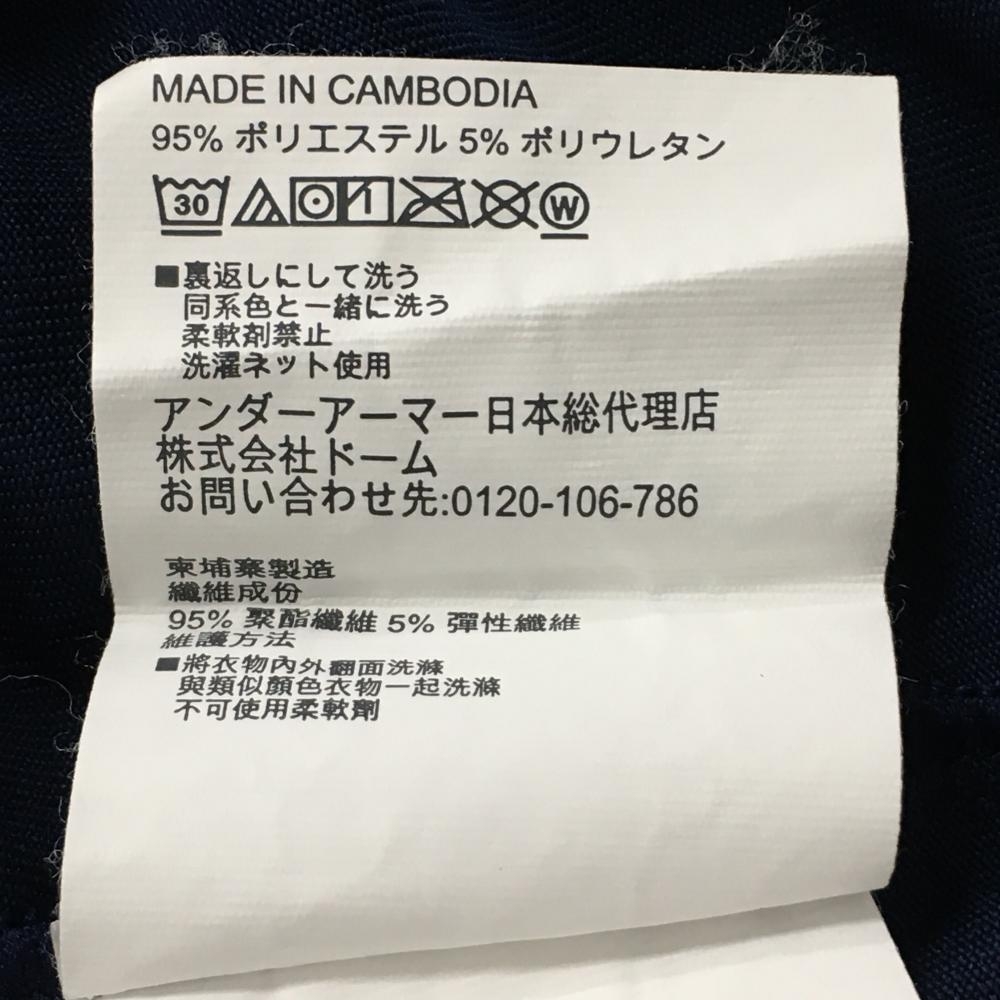 MADE IN CAMBODIA
95% ポリエステル 5% ポリウレタン
30 W
■裏返しにして洗う
同系色と一緒に洗う
柔軟剤禁止
洗濯ネット使用
アンダーアーマー日本総代理店
株式会社ドーム
お問い合わせ先:0120-106-786
柬埔寨製造
纖維成份
95% 聚酯纖維 5% 彈性纖維
維護方法
■將衣物內外翻面洗滌
與類似顏色衣物一起洗滌
不可使用柔軟劑